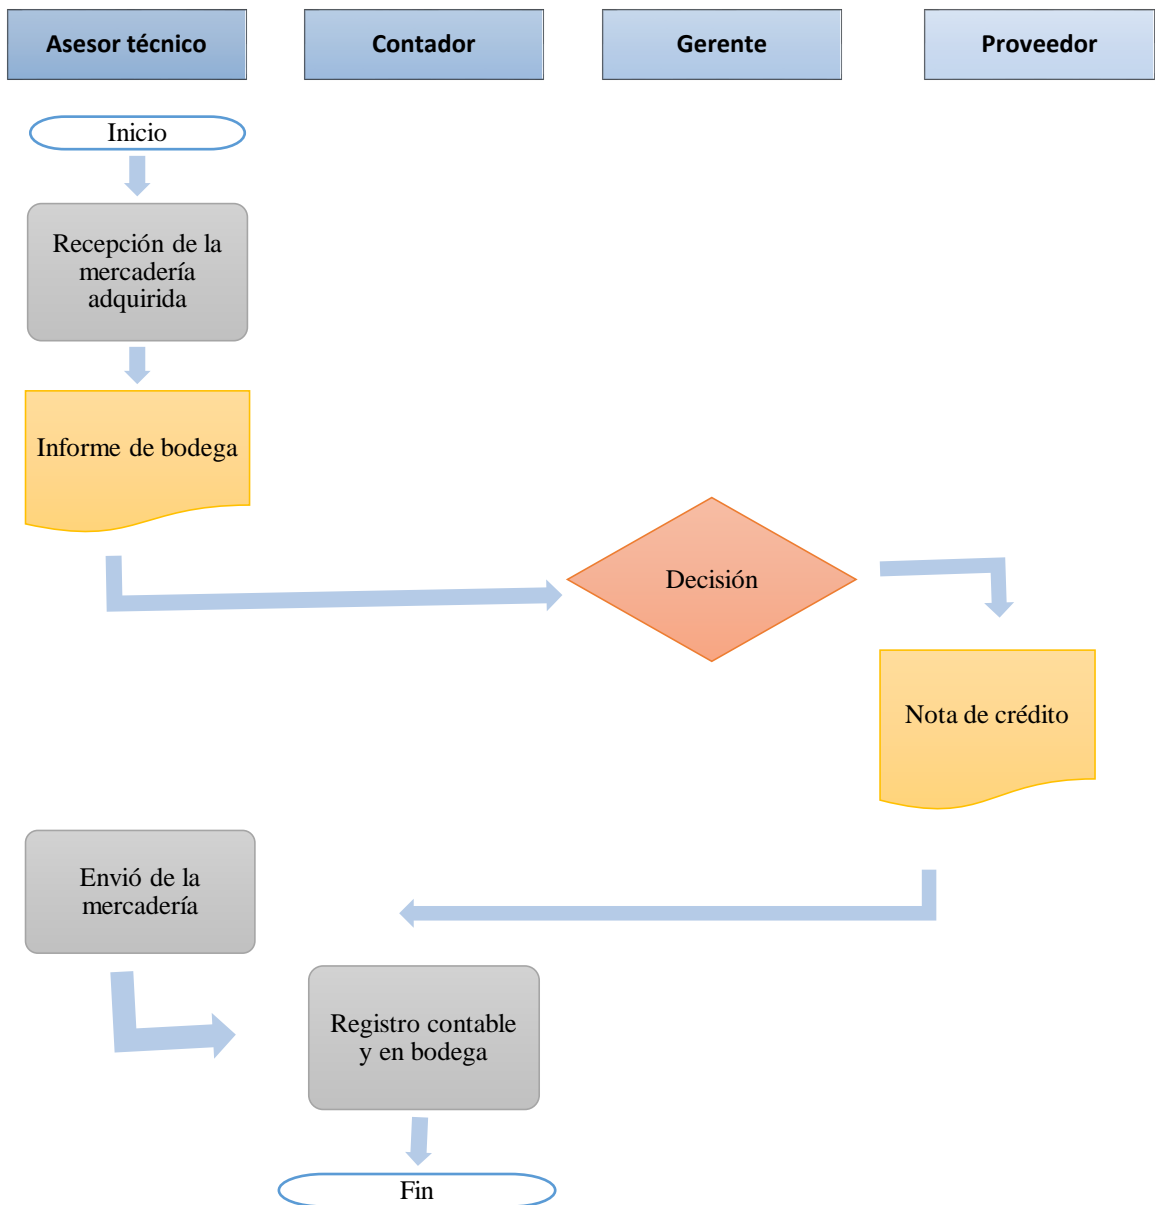 Asesor técnico
Contador
Gerente
Proveedor
Inicio
Recepción de la
mercadería
adquirida
Informe de bodega
Decisión
Nota de crédito
Envió de la
mercadería
Registro contable
y en bodega
Fin